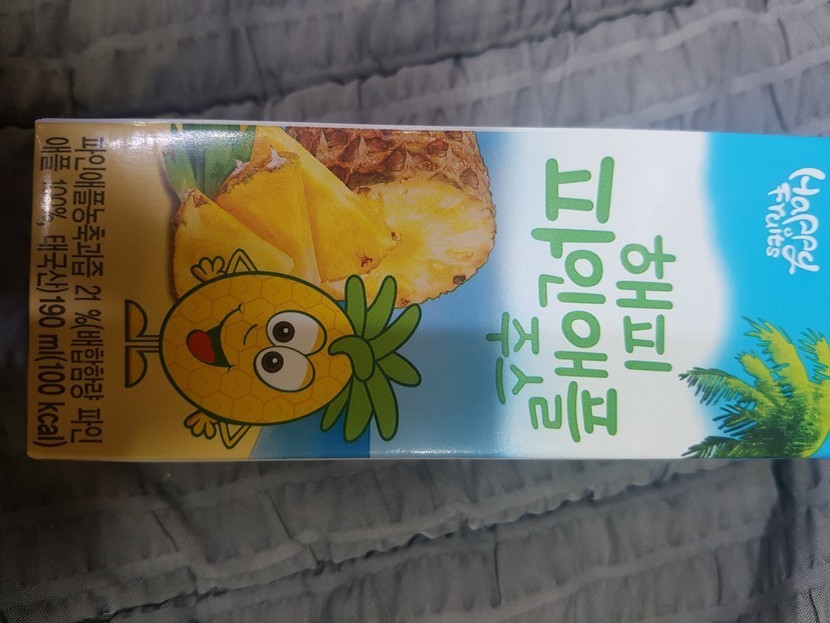 Happy
Fruits
해피
파인애플
주스
파인애플농축과즙 21 %(배합함량 파인
애플 100%, 태국산)190 ml(100 kcal)